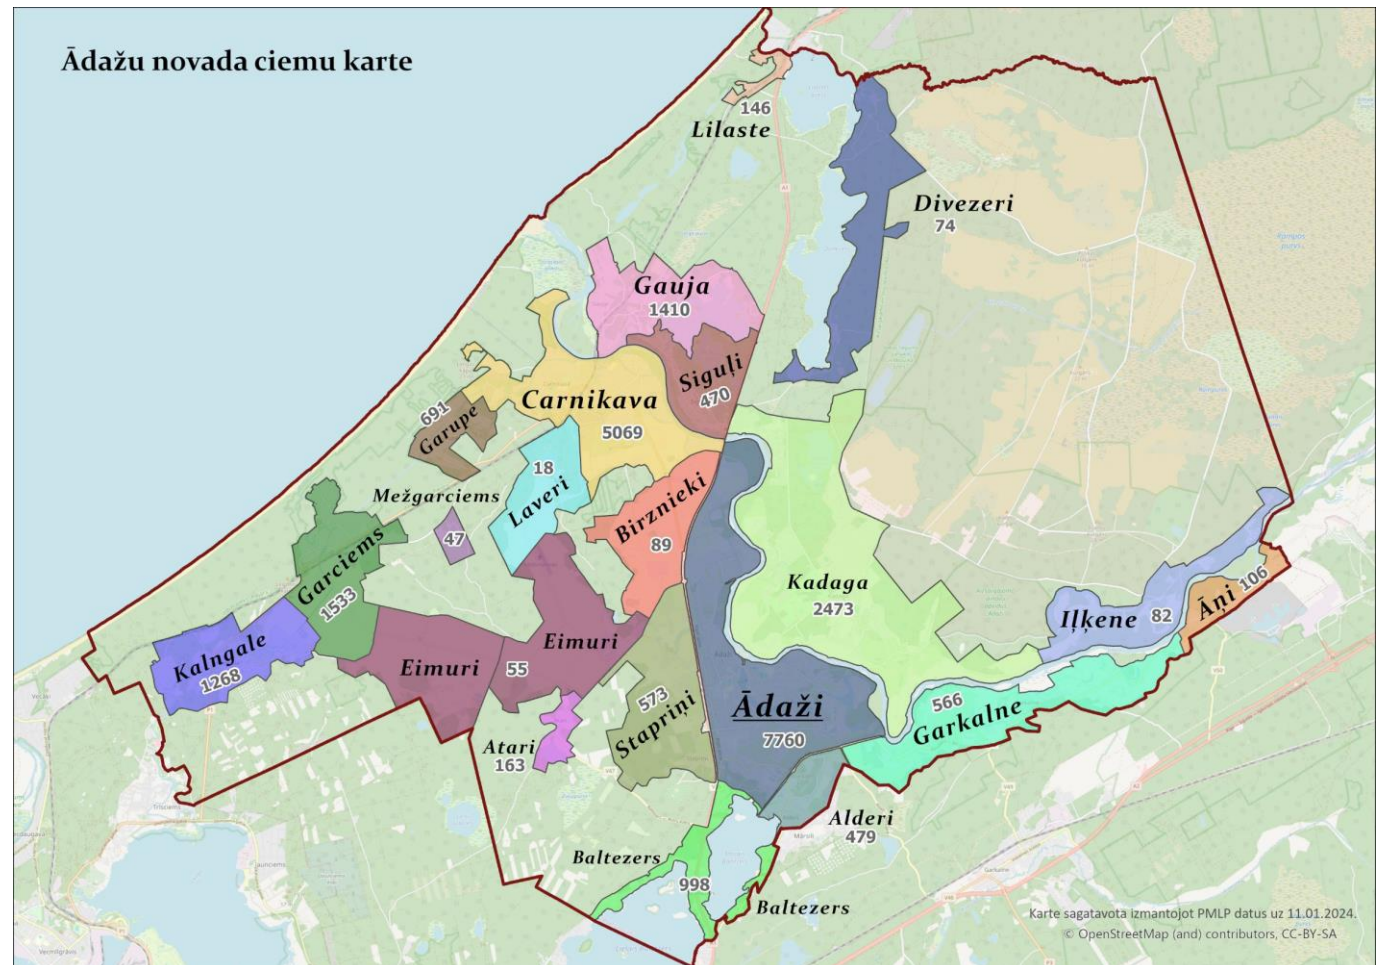 Ādažu novada ciemu karte
146
Lilaste
Divezeri
74
Gauja
1410
Siguļi
470
Carnikava
5069
691
Garupe
18
Laveri
Mežgarciems
47
Birznieki
89
Garciems
1533
Kadaga
2473
Iļķene 82
Āņi 106
Kalngale
1268
Eimuri
55
Eimuri
573
Stapriņi
Ādaži
7760
566
Garkalne
Atari
163
Alderi
479
Baltezers
998
Baltezers
Karte sagatavota izmantojot PMLP datus uz 11.01.2024.
© OpenStreetMap (and) contributors, CC-BY-SA